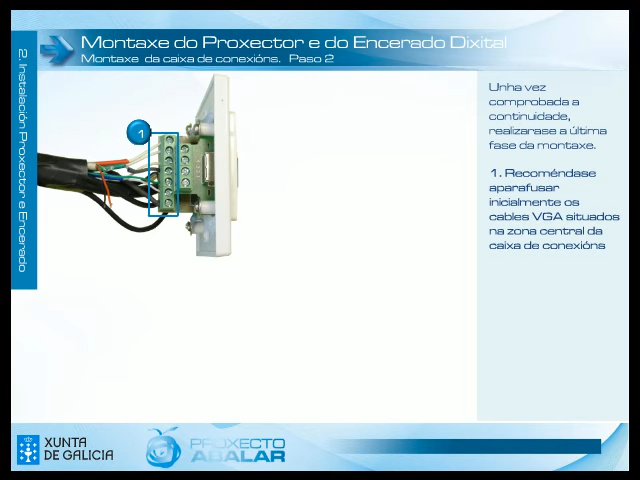 Montaxe do Proxector e do Encerado Dixital
Montaxe da caixa de conexións. Paso 2
2. Instalación Proxector e Encerado
1
Unha vez
comprobada a
continuidade,
realizarase a última
fase da montaxe.
1. Recoméndase
aparafusar
inicialmente os
cables VGA situados
na zona central da
caixa de conexións
XUNTA
DE GALICIA
PROXECTO
ABALAR